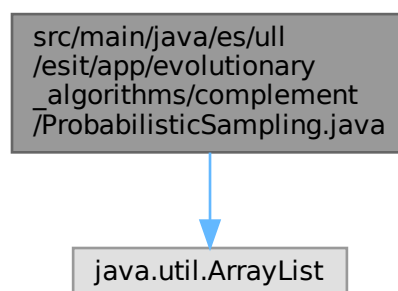 src/main/java/es/ull
/esit/app/evolutionary
_algorithms/complement
/ProbabilisticSampling.java
java.util.ArrayList